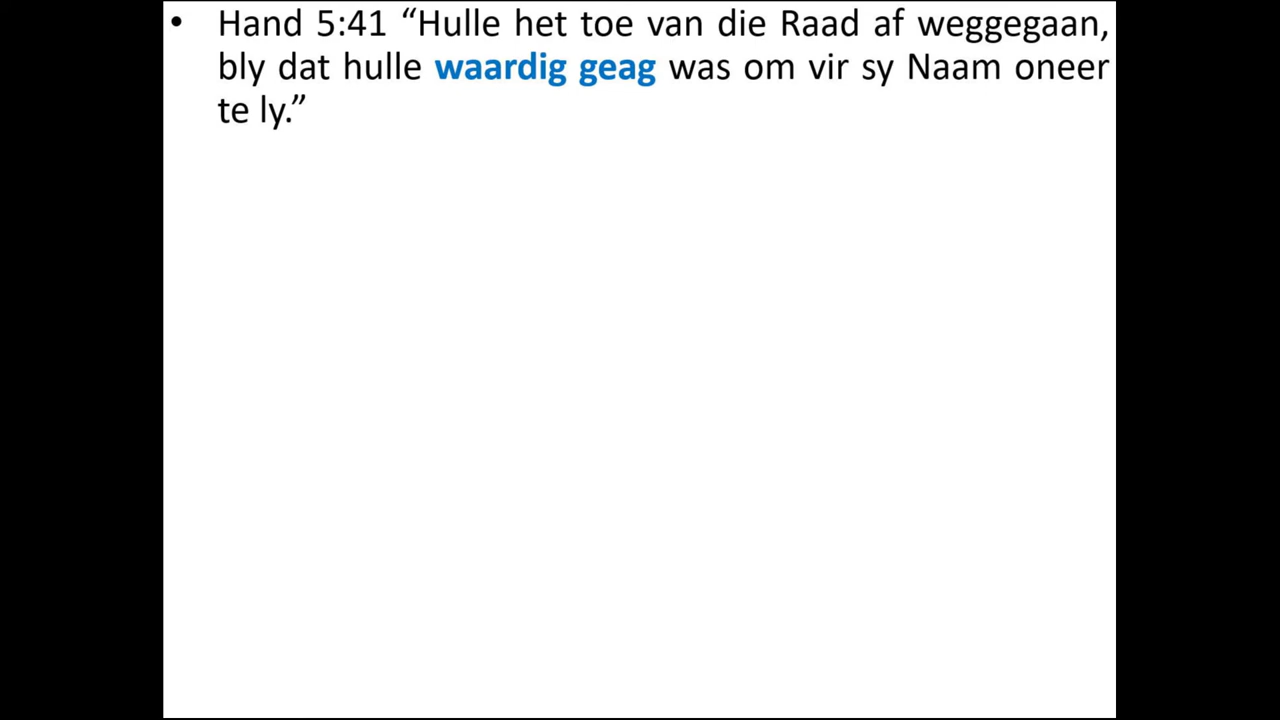 • Hand 5:41 “Hulle het toe van die Raad af weggegaan,
bly dat hulle waardig geag was om vir sy Naam oneer
te ly.”